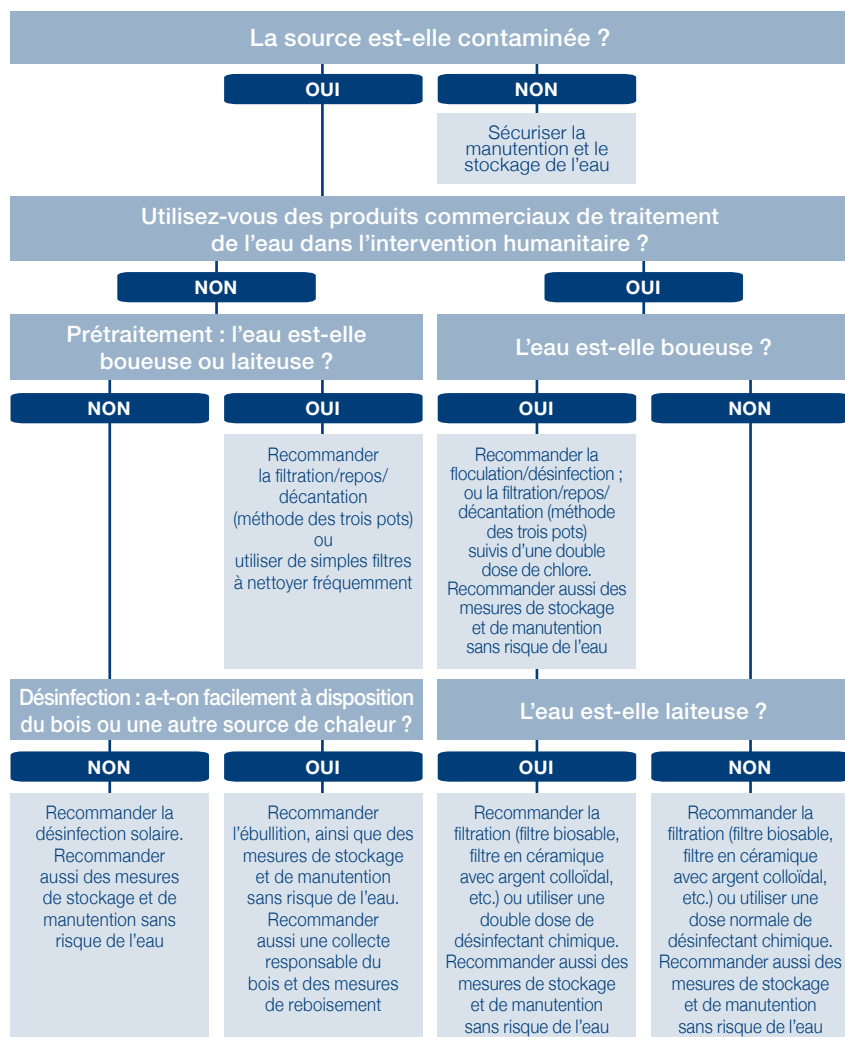 La source est-elle contaminée ?
OUI
NON
Sécuriser la
manutention et le
stockage de l'eau
Utilisez-vous des produits commerciaux de traitement
de l'eau dans l'intervention humanitaire ?
NON
OUI
Prétraitement : l'eau est-elle
boueuse ou laiteuse ?
L'eau est-elle boueuse ?
NON
OUI
OUI
NON
Recommander
la filtration/repos/
décantation
(méthode des trois pots)
ou
utiliser de simples filtres
à nettoyer fréquemment
Recommander la
floculation/désinfection ;
ou la filtration/repos/
décantation (méthode
des trois pots)
suivis d'une double
dose de chlore.
Recommander aussi des
mesures de stockage
et de manutention
sans risque de l'eau
Désinfection : a-t-on facilement à disposition
du bois ou une autre source de chaleur ?
L'eau est-elle laiteuse ?
NON
OUI
OUI
NON
Recommander la
désinfection solaire.
Recommander
aussi des mesures
de stockage et de
manutention sans
risque de l'eau
Recommander
l'ébullition, ainsi que des
mesures de stockage
et de manutention
sans risque de l'eau.
Recommander
aussi une collecte
responsable du
bois et des mesures
de reboisement
Recommander la
filtration (filtre biosable,
filtre en céramique
avec argent colloïdal,
etc.) ou utiliser une
double dose de
désinfectant chimique.
Recommander aussi des
mesures de stockage
et de manutention
sans risque de l'eau
Recommander la
filtration (filtre biosable,
filtre en céramique
avec argent colloïdal,
etc.) ou utiliser une
dose normale de
désinfectant chimique.
Recommander aussi des
mesures de stockage
et de manutention
sans risque de l'eau